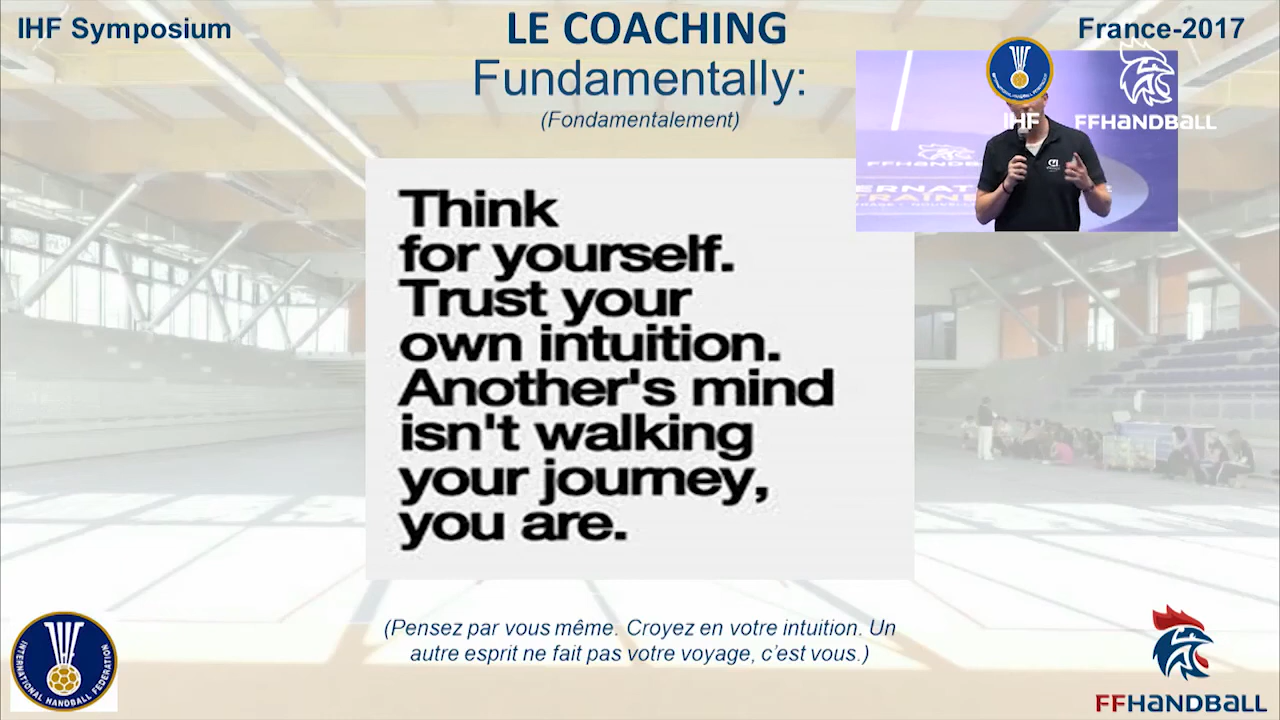 IHF Symposium
LE COACHING
France-2017
Fundamentally:
(Fondamentalement)
IHF
FFHANDBALL
FFHANDB
Think
for yourself.
Trust your
own intuition.
Another's mind
isn't walking
your journey,
you are.
(Pensez par vous même. Croyez en votre intuition. Un
autre esprit ne fait pas votre voyage, c’est vous.)
INTERNATIONAL HANDBALL FEDERATION
FFHANDBALL